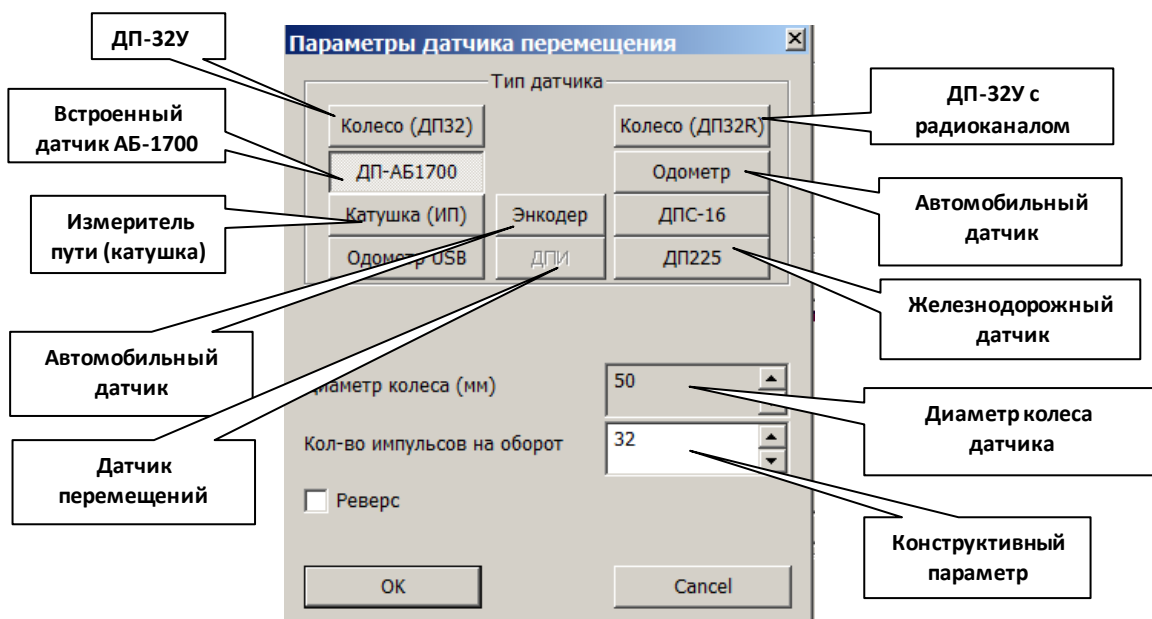 ДП-32У
Встроенный
датчик АБ-1700
Измеритель
пути (катушка)
Автомобильный
датчик
Датчик
перемещений
Параметры датчика перемещения
Тип датчика
Колесо (ДП32)
Колесо (ДП32R)
ДП-АБ1700
Одометр
Катушка (ИП)
Энкодер
ДПС-16
Одометр USB
ДПИ
ДП225
Диаметр колеса (мм)
50
Кол-во импульсов на оборот
32
Реверс
OK
Cancel
ДП-32У с
радиоканалом
Автомобильный
датчик
Железнодорожный
датчик
Диаметр колеса
датчика
Конструктивный
параметр